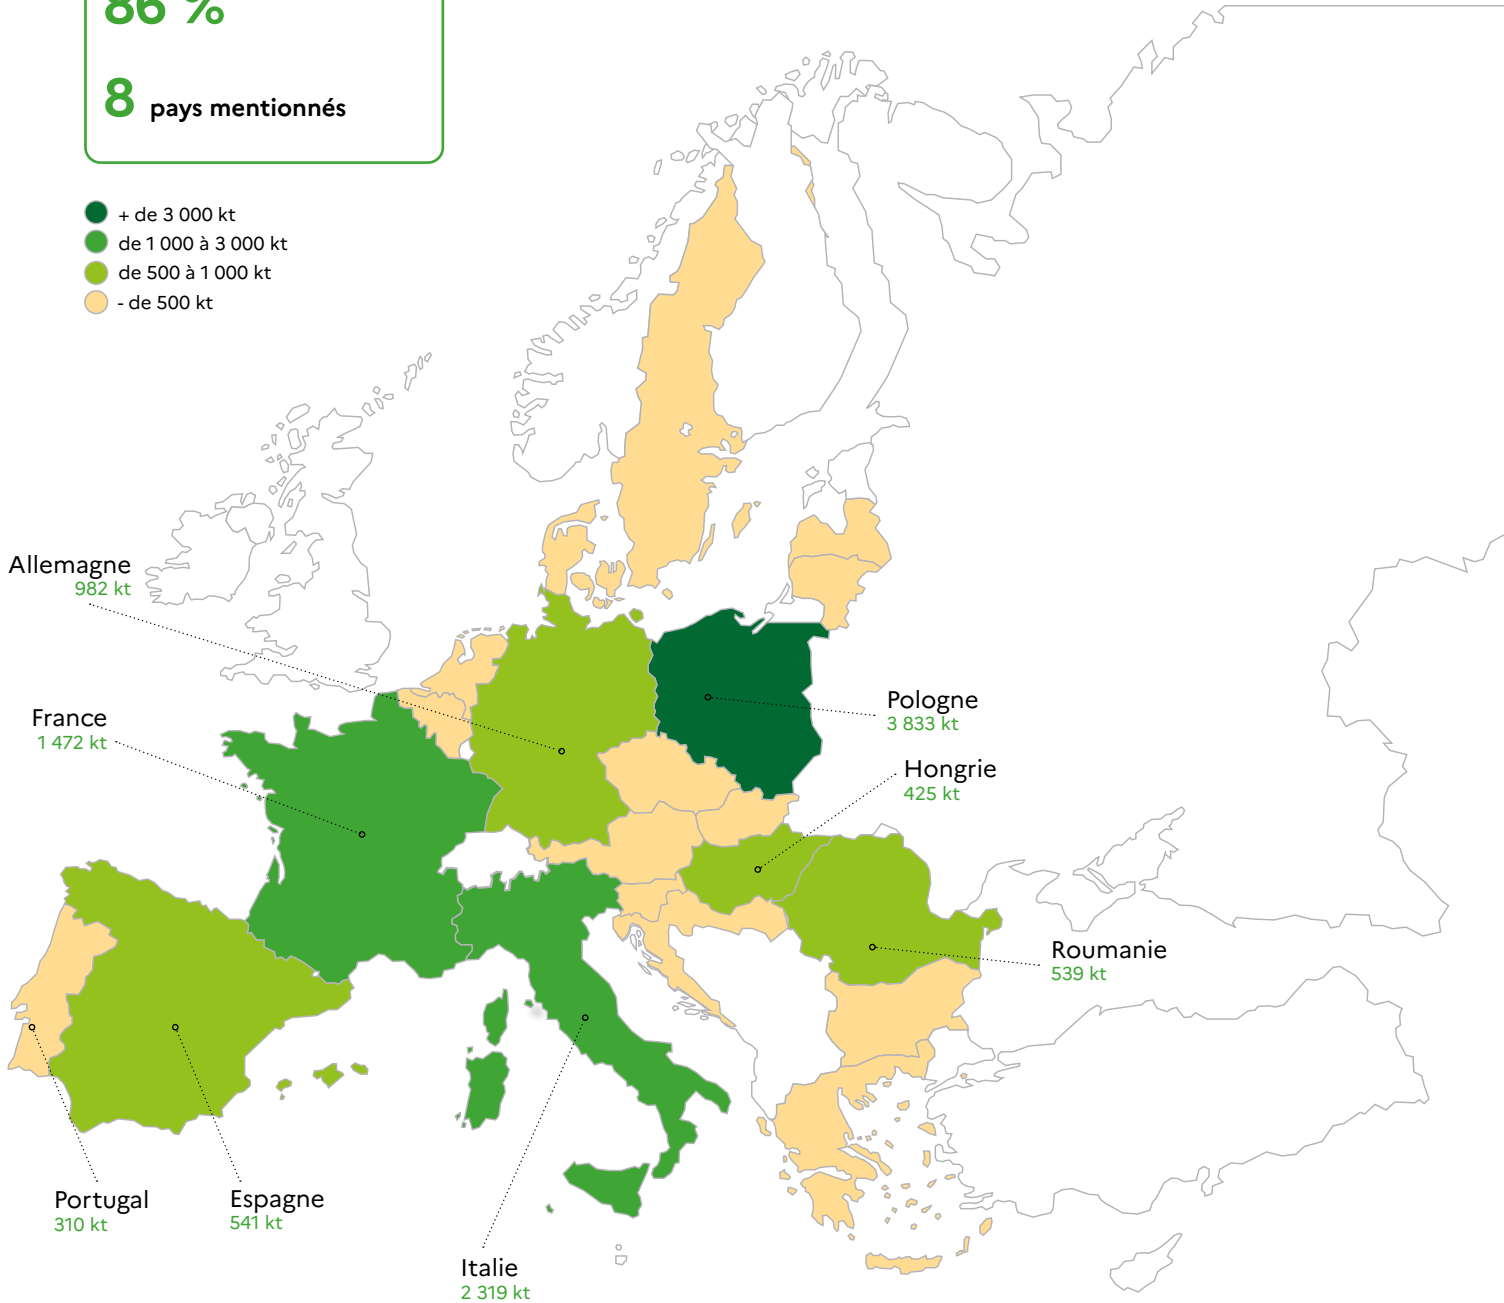 86 %
8 pays mentionnés
+ de 3 000 kt
de 1 000 à 3 000 kt
de 500 à 1 000 kt
- de 500 kt
Allemagne
982 kt
France
1 472 kt
Pologne
3 833 kt
Hongrie
425 kt
Roumanie
539 kt
Portugal
310 kt
Espagne
541 kt
Italie
2 319 kt